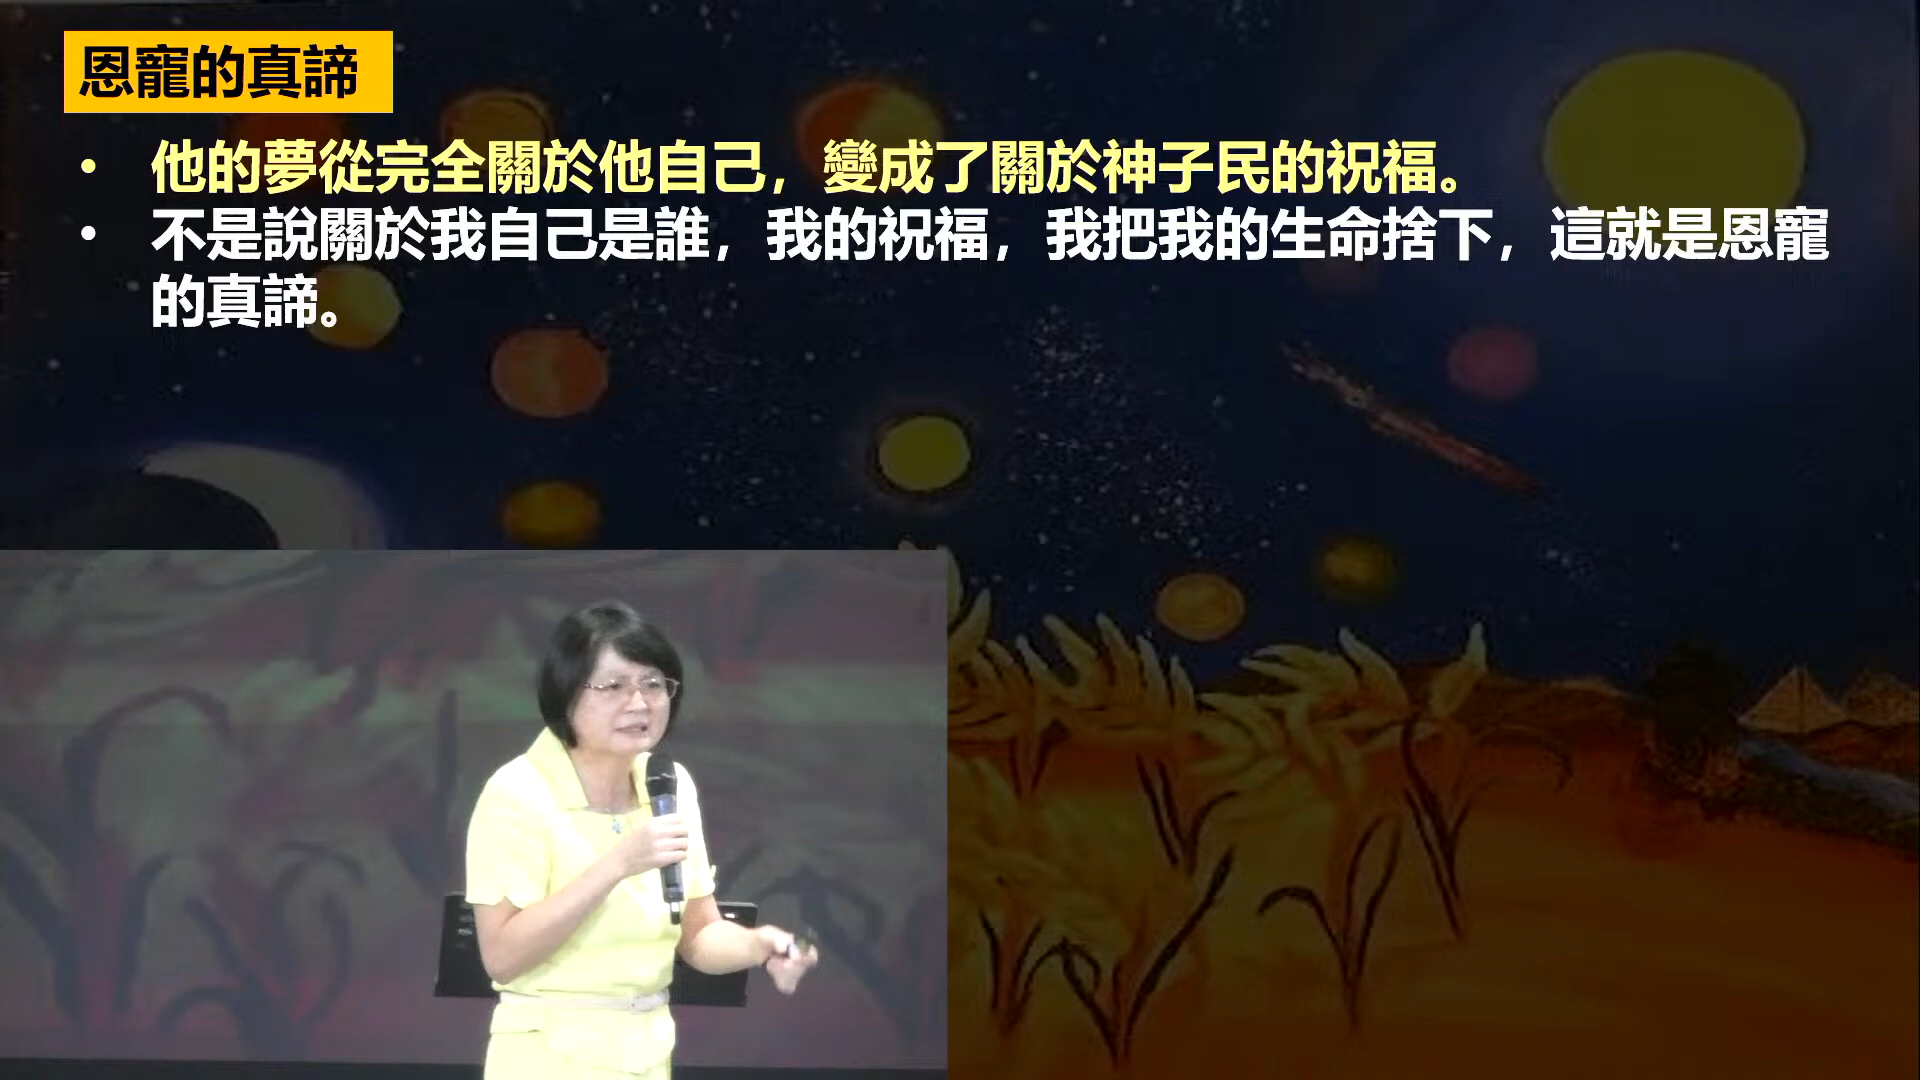 恩寵的真諦
• 他的夢從完全關於他自己，變成了關於神子民的祝福。
• 不是說關於我自己是誰，我的祝福，我把我的生命捨下，這就是恩寵
的真諦。